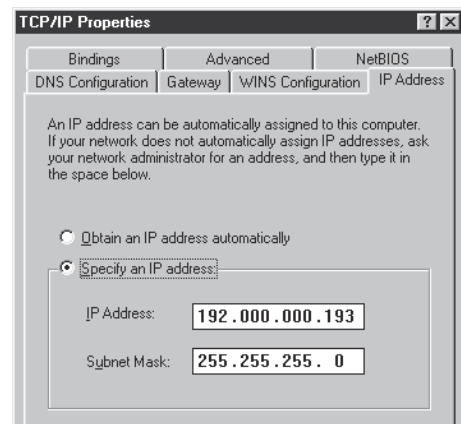 TCP/IP Properties
? ×
Bindings Advanced NetBIOS
DNS Configuration Gateway WINS Configuration IP Address
An IP address can be automatically assigned to this computer.
If your network does not automatically assign IP addresses, ask
your network administrator for an address, and then type it in
the space below.
Obtain an IP address automatically
Specify an IP address:
IP Address: 192.000.000.193
Subnet Mask: 255.255.255. 0